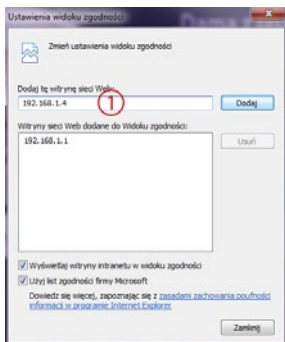 Ustawienia widoku zgodności
Zmień ustawienia widoku zgodności
Dodaj tę witrynę sieci Web:
192.168.1.4
1
Dodaj
Witryny sieci Web dodane do Widoku zgodności:
192.168.1.1
Usuń
Wyświetlaj witryny intranetu w widoku zgodności
Użyj list zgodności firmy Microsoft
Dowiedz się więcej, zapoznając się z zasadami zachowania poufności
informacji w programie Internet Explorer
Zamknij